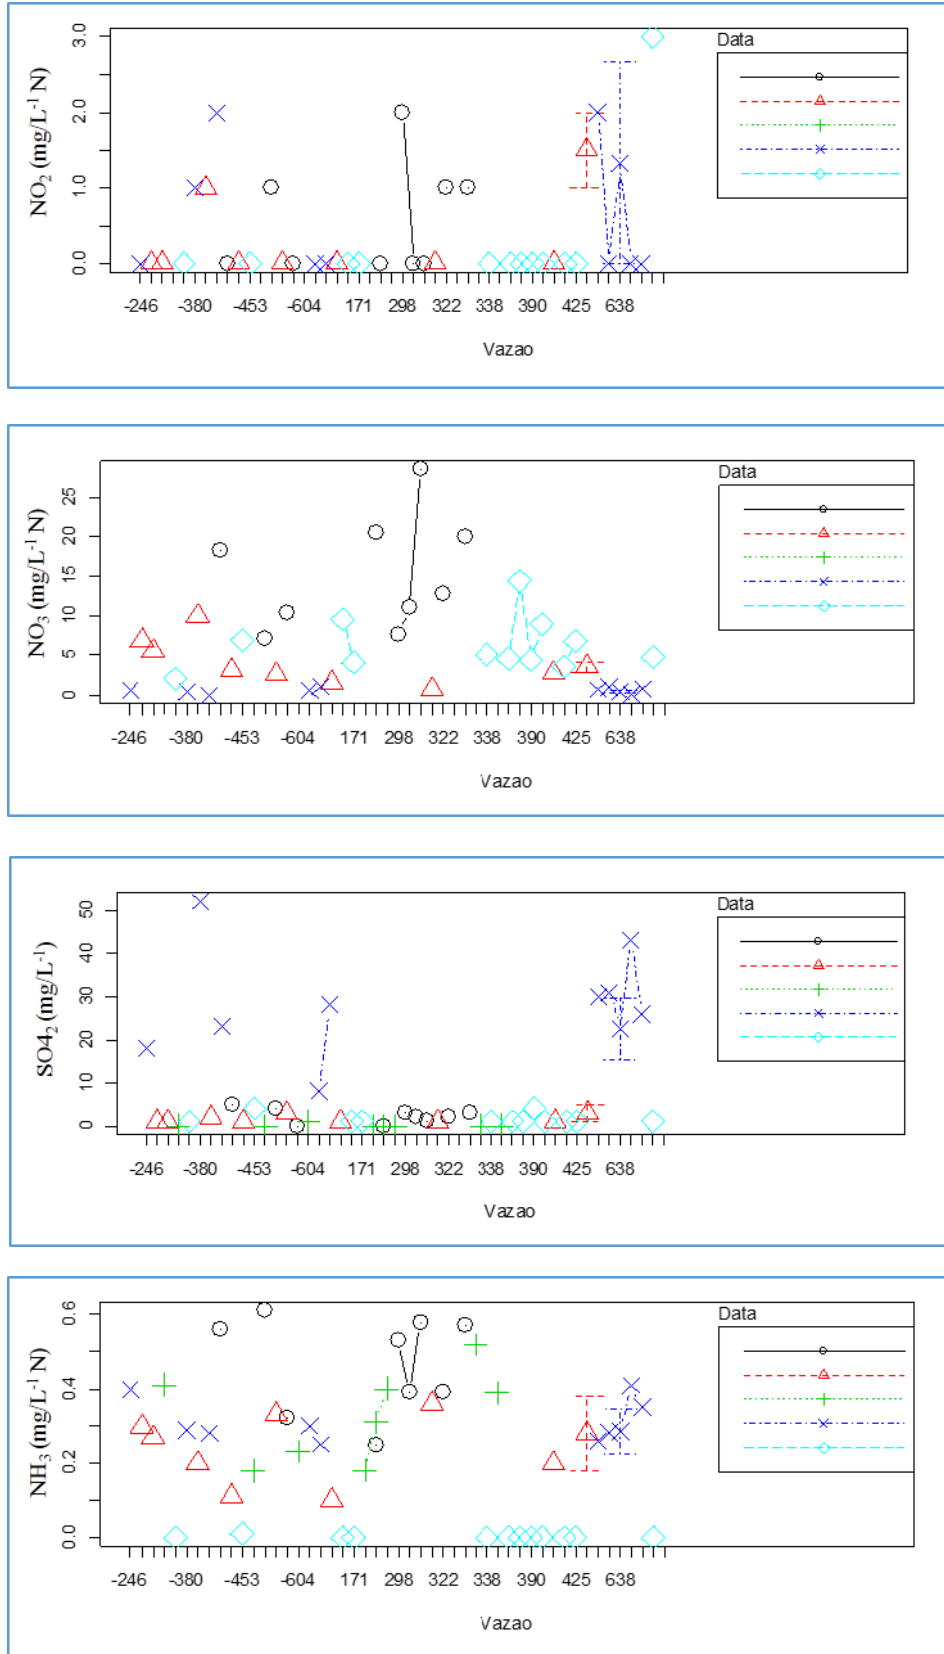 Data
NO2 (mg/L-1 N)
3.0
2.0
1.0
0.0
-246 -380 -453 -604 171 298 322 338 390 425 638
Vazao
Data
NO3 (mg/L-1 N)
25
20
15
10
5
0
-246 -380 -453 -604 171 298 322 338 390 425 638
Vazao
Data
SO42 (mg/L-1)
50
40
30
20
10
0
-246 -380 -453 -604 171 298 322 338 390 425 638
Vazao
Data
NH3 (mg/L-1 N)
0.6
0.4
0.2
0.0
-246 -380 -453 -604 171 298 322 338 390 425 638
Vazao